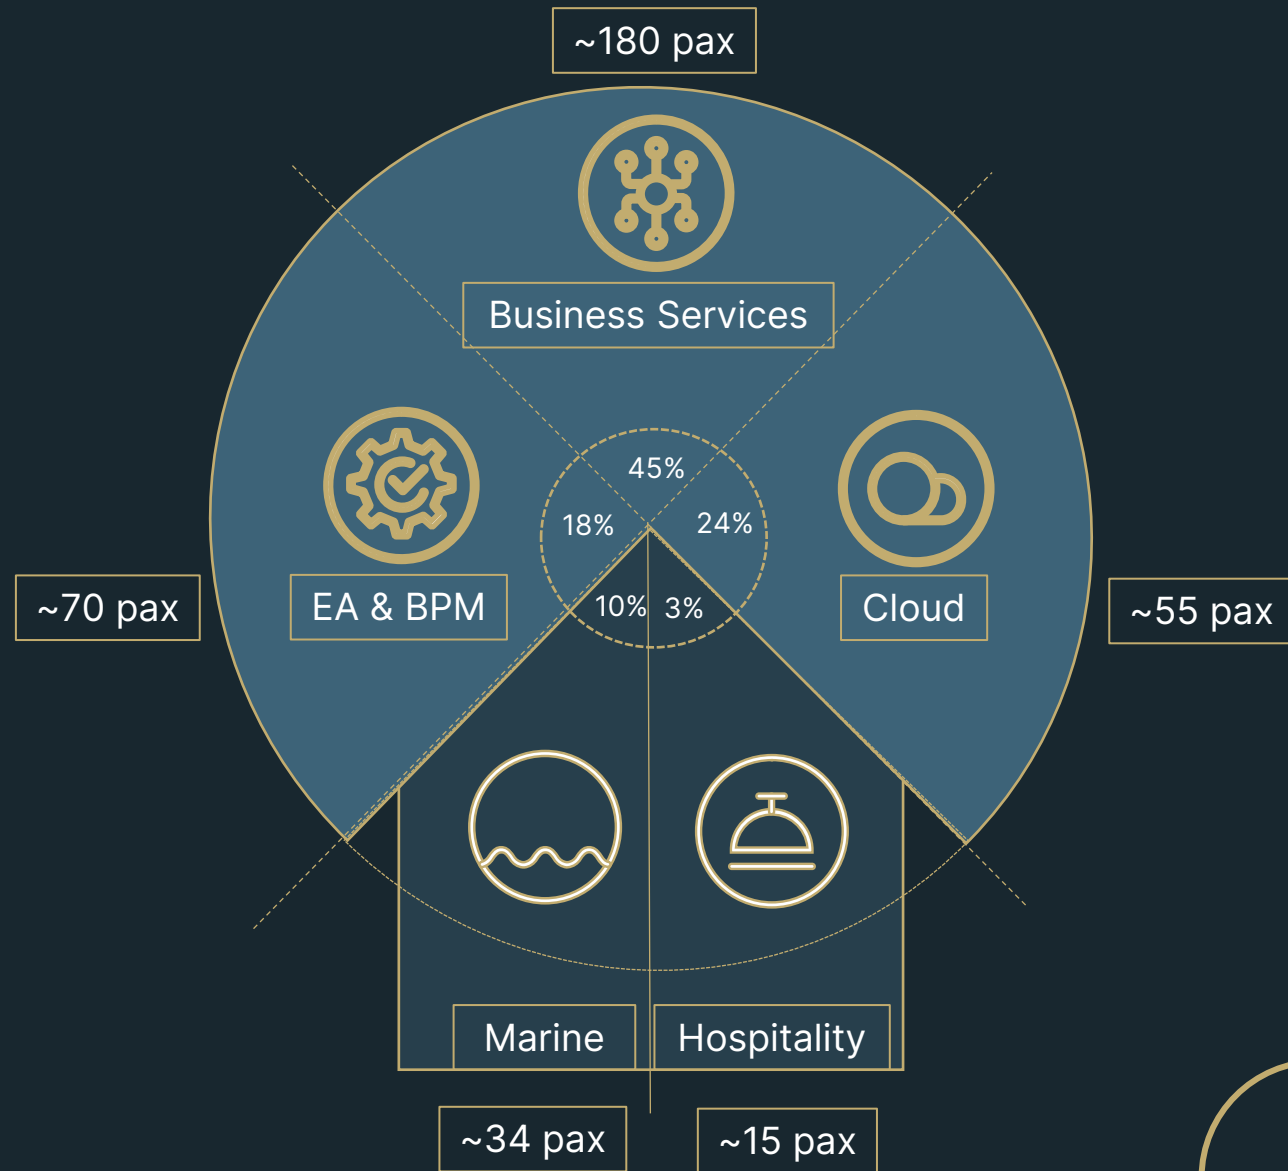 ~180 pax
Business Services
45%
18%
24%
EA & BPM
Cloud
~70 pax
~55 pax
10%
3%
Marine
Hospitality
~34 pax
~15 pax